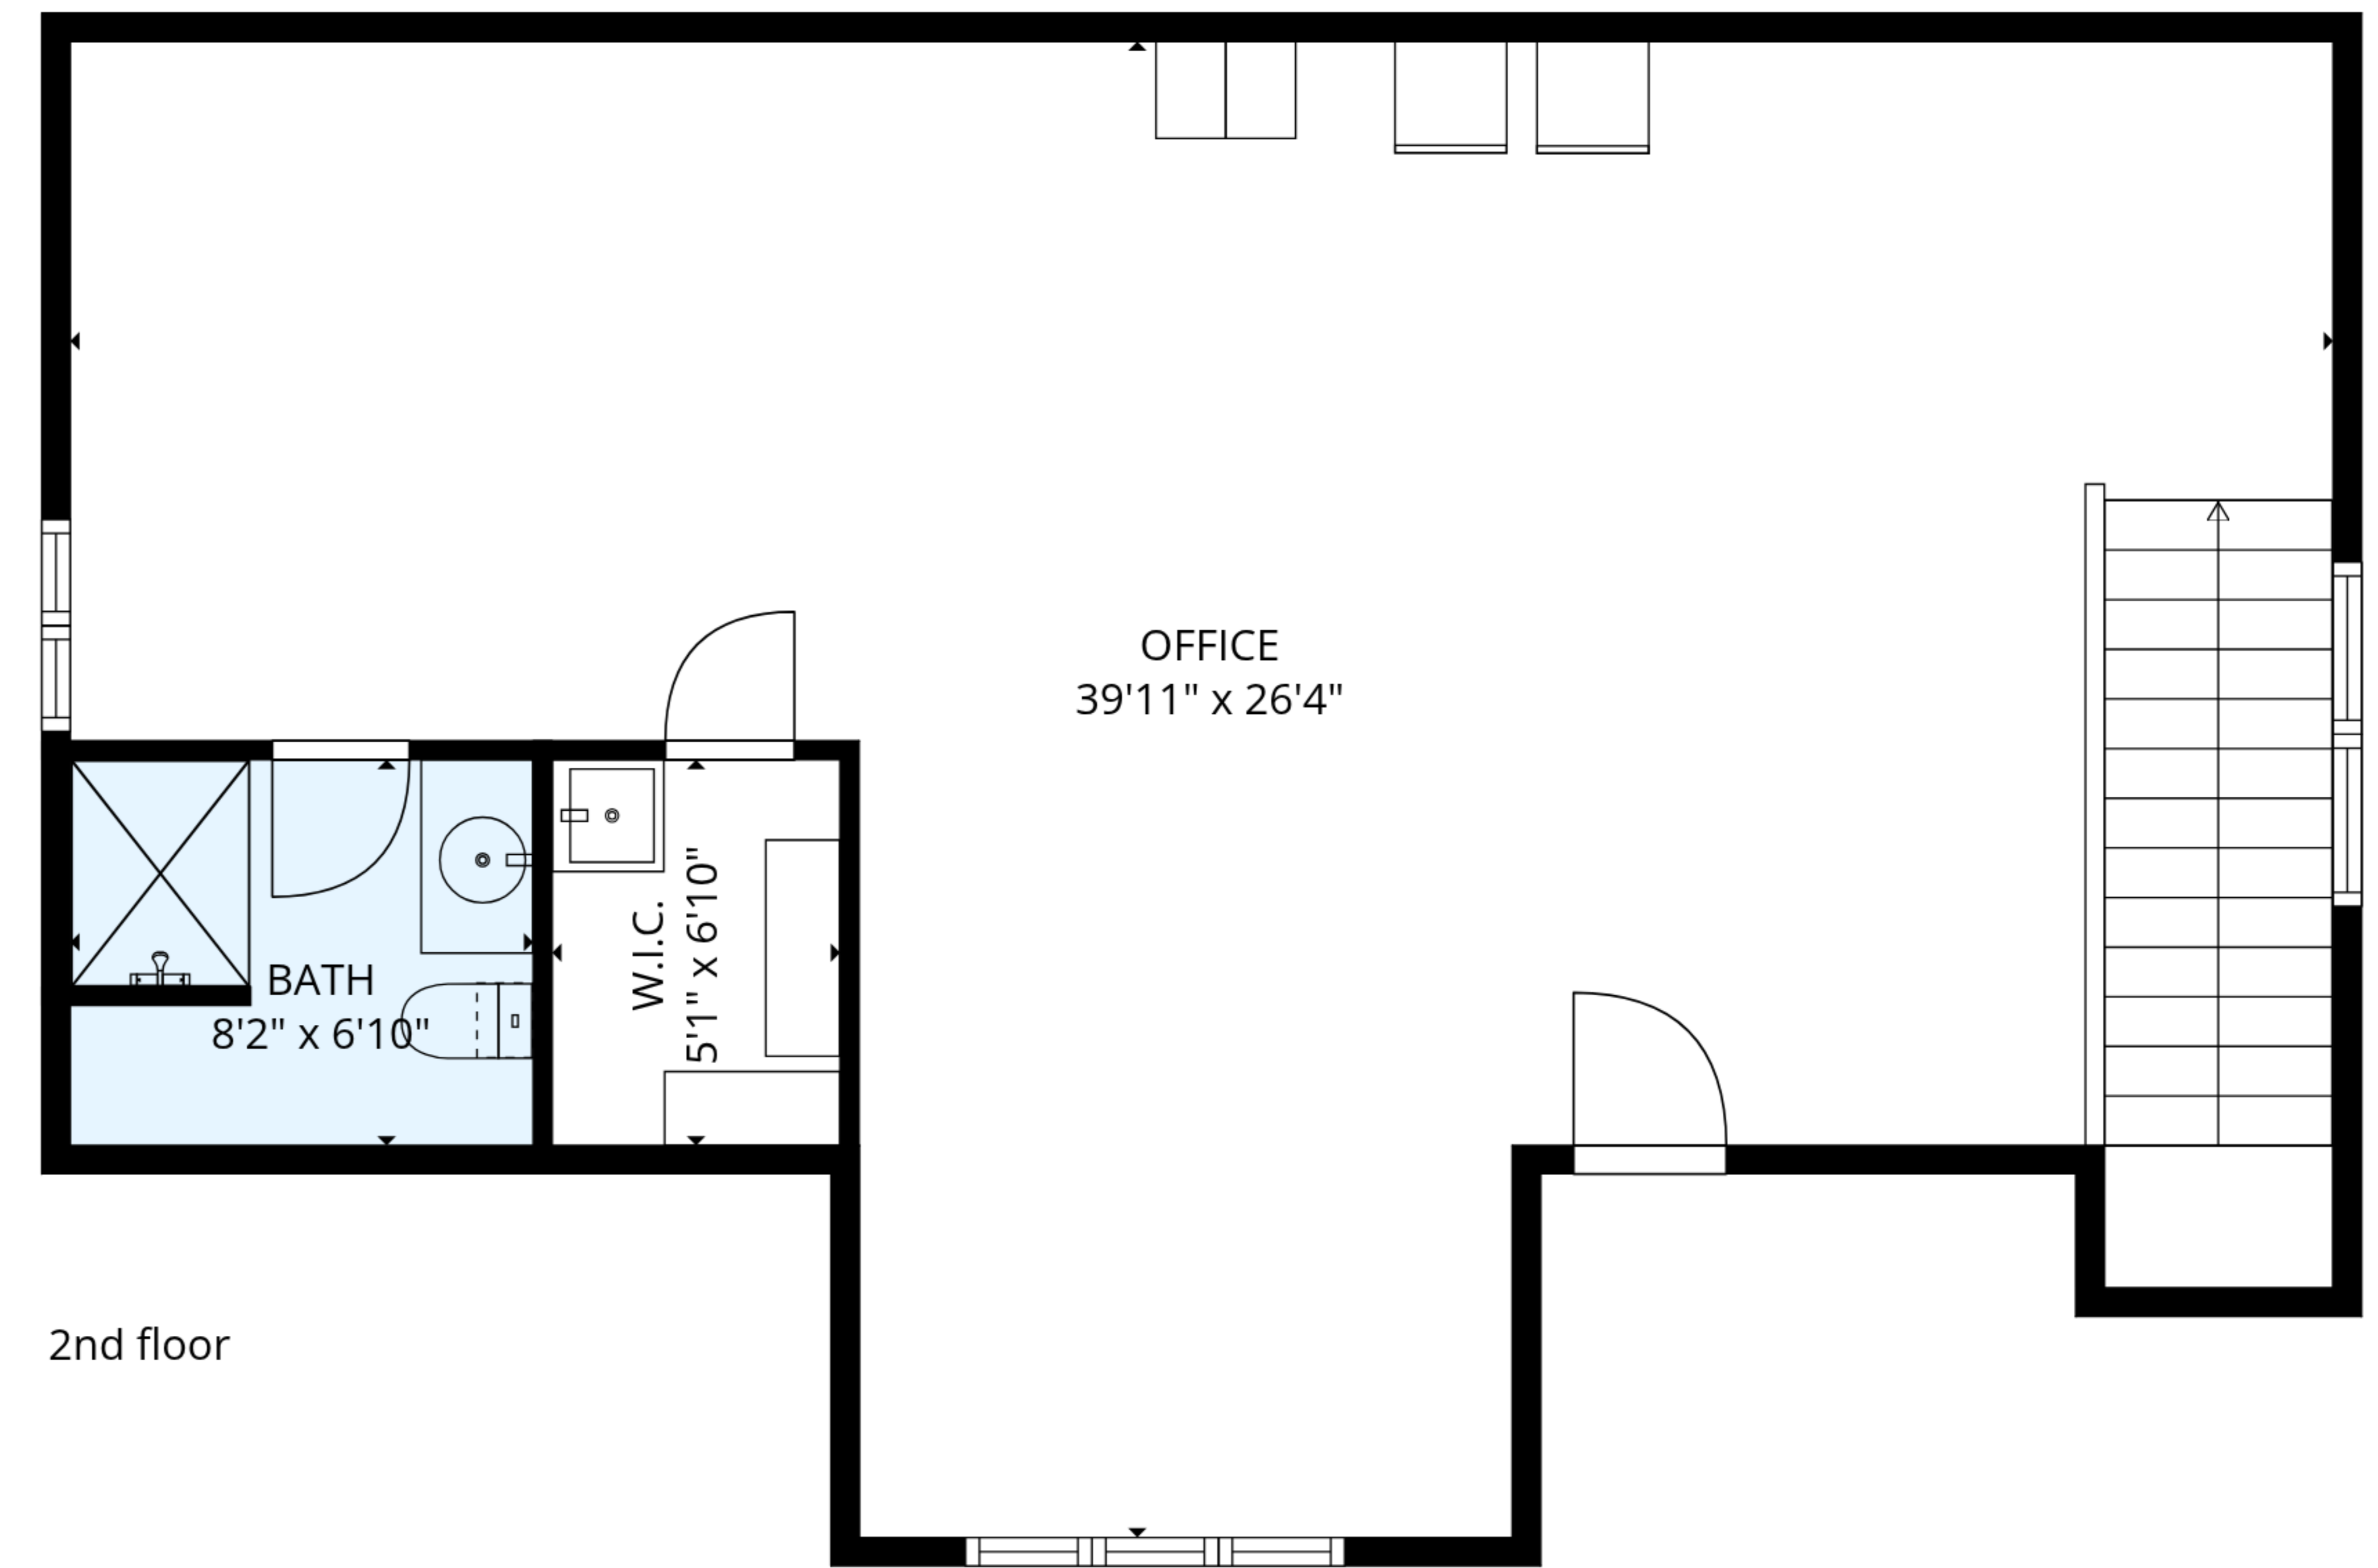 OFFICE
39'11" x 26'4"
W.I.C.
5'1" x 6'10"
BATH
8'2" x 6'10"
2nd floor